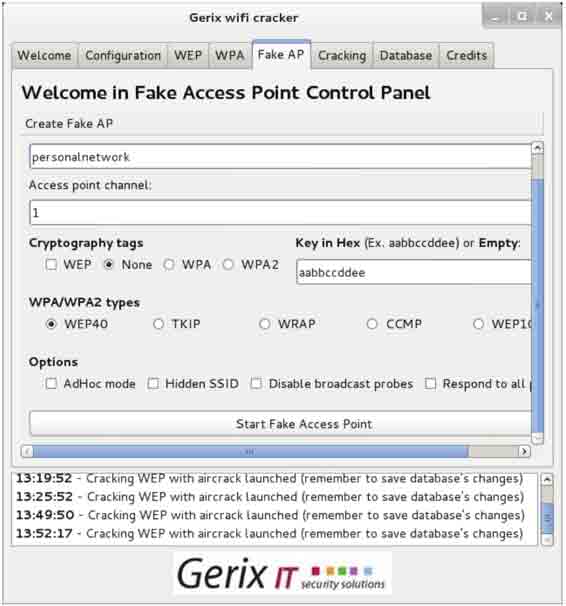 Gerix wifi cracker
Welcome Configuration WEP WPA Fake AP Cracking Database Credits
Welcome in Fake Access Point Control Panel
Create Fake AP
personalnetwork
Access point channel:
1
Cryptography tags
WEP None WPA WPA2
Key in Hex (Ex. aabbccddee) or Empty:
aabbccddee
WPA/WPA2 types
WEP40 TKIP WRAP CCMP WEP1
Options
AdHoc mode Hidden SSID Disable broadcast probes Respond to all
Start Fake Access Point
13:19:52 - Cracking WEP with aircrack launched (remember to save database's changes)
13:25:52 - Cracking WEP with aircrack launched (remember to save database's changes)
13:49:50 - Cracking WEP with aircrack launched (remember to save database's changes)
13:52:17 - Cracking WEP with aircrack launched (remember to save database's changes)
Gerix IT security solutions